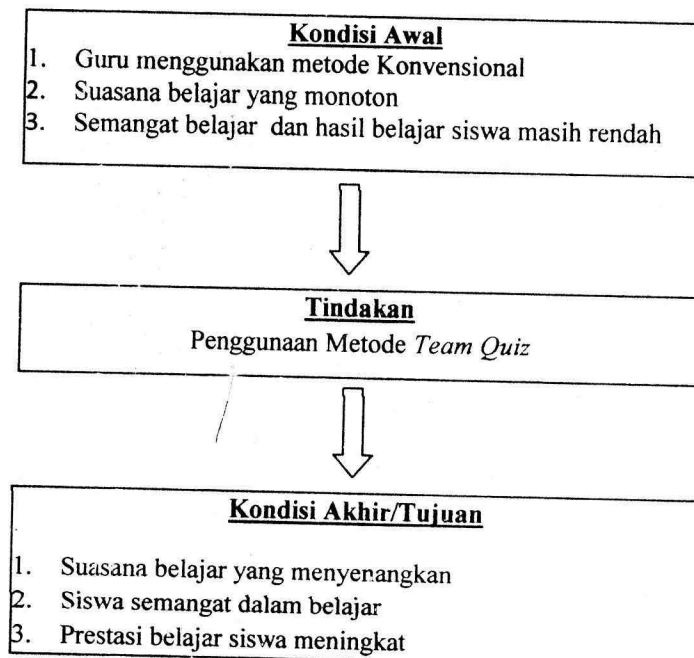 Kondisi Awal
1. Guru menggunakan metode Konvensional
2. Suasana belajar yang monoton
3. Semangat belajar dan hasil belajar siswa masih rendah
Tindakan
Penggunaan Metode Team Quiz
Kondisi Akhir/Tujuan
1. Suasana belajar yang menyenangkan
2. Siswa semangat dalam belajar
3. Prestasi belajar siswa meningkat